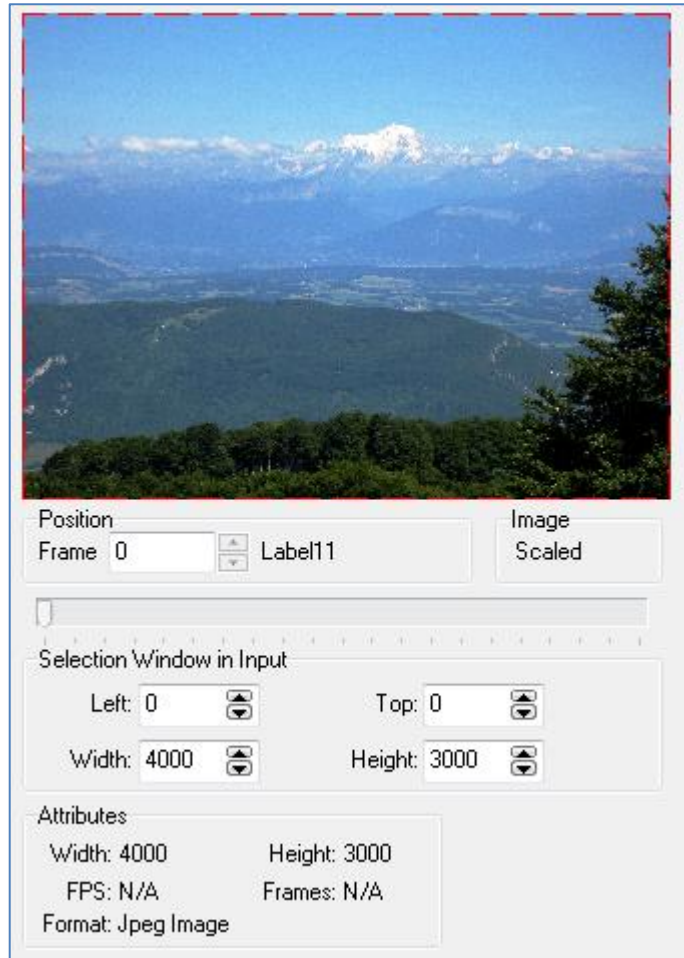 Position
Image
Frame 0 Label11
Scaled
Selection Window in Input
Left: 0 Top: 0
Width: 4000 Height: 3000
Attributes
Width: 4000 Height: 3000
FPS: N/A Frames: N/A
Format: Jpeg Image